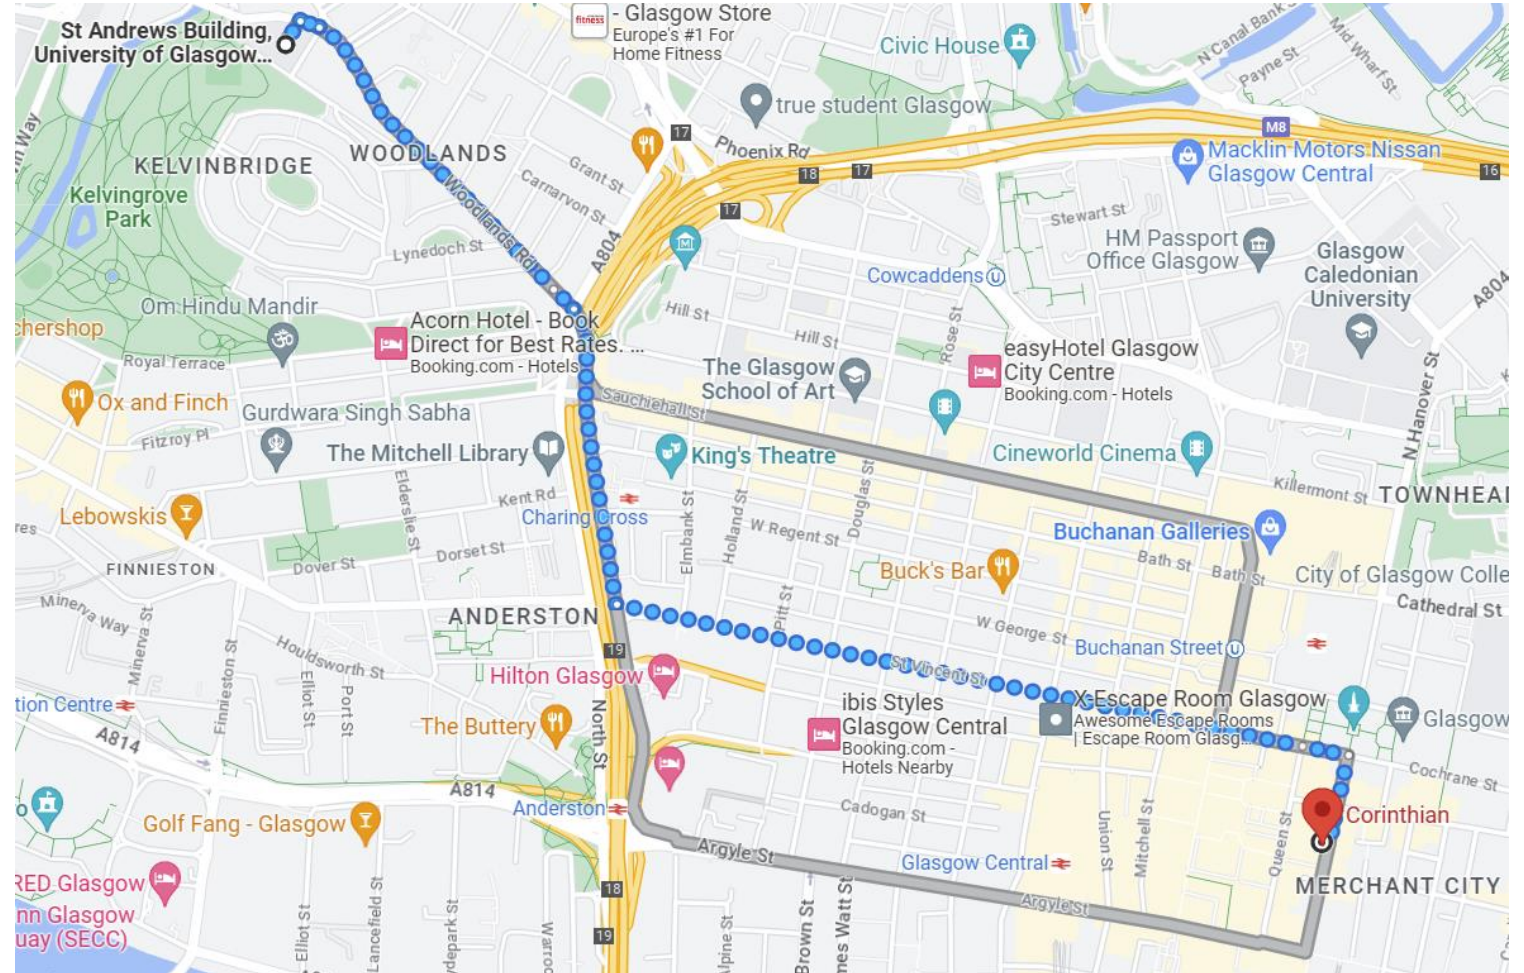 St Andrews Building,
University of Glasgow...
fitness
- Glasgow Store
Europe's #1 For
Home Fitness
Civic House
N Canal Bank S
Payne St
Mid Wharf St
true student Glasgow
17
Phoenix Rd
M8
Macklin Motors Nissan
Glasgow Central
16
18
17
17
KELVINBRIDGE
WOODLANDS
Woodlands Rd
Grant St
Carnarvon St
Kelvingrove
Park
Lynedoch St
A804
Stewart St
HM Passport
Office Glasgow
Glasgow
Caledonian
University
A804
Cowcaddens
Om Hindu Mandir
chershop
Royal Terrace
Acorn Hotel - Book
Direct for Best Rates. ...
Booking.com - Hotels
Hill St
Hill St
Rose St
The Glasgow
School of Art
easyHotel Glasgow
City Centre
Booking.com - Hotels
N Hanover St
Ox and Finch
Fitzroy Pl
Gurdwara Singh Sabha
Sauchiehall St
The Mitchell Library
King's Theatre
Cineworld Cinema
Killermont St
TOWNHEAD
Elderslie St
Kent Rd
Charing Cross
Elmbank St
Holland St
Douglas St
W Regent St
Lebowskis
res
Buchanan Galleries
Bath St
Bath St
FINNIESTON
Dover St
Dorset St
Buck's Bar
City of Glasgow Colle
Cathedral St
Minerva Way
Minerva St
ANDERSTON
Pitt St
W George St
Buchanan Street
Houldsworth St
Finnieston St
Elliot St
Port St
19
Hilton Glasgow
St Vincent St
ibis Styles
Glasgow Central
Booking.com -
Hotels Nearby
X-Escape Room Glasgow
Awesome Escape Rooms
| Escape Room Glasg...
Glasgow
tion Centre
A814
The Buttery
North St
Cochrane St
A814
Anderston
Cadogan St
Union St
Mitchell St
Queen St
Corinthian
Golf Fang - Glasgow
Argyle St
Glasgow Central
MERCHANT CITY
RED Glasgow
nn Glasgow
uay (SECC)
18
Argyle St
19
Elliot St
Lancefield St
ydepark St
Warro
lpine St
Brown St
mes Watt St